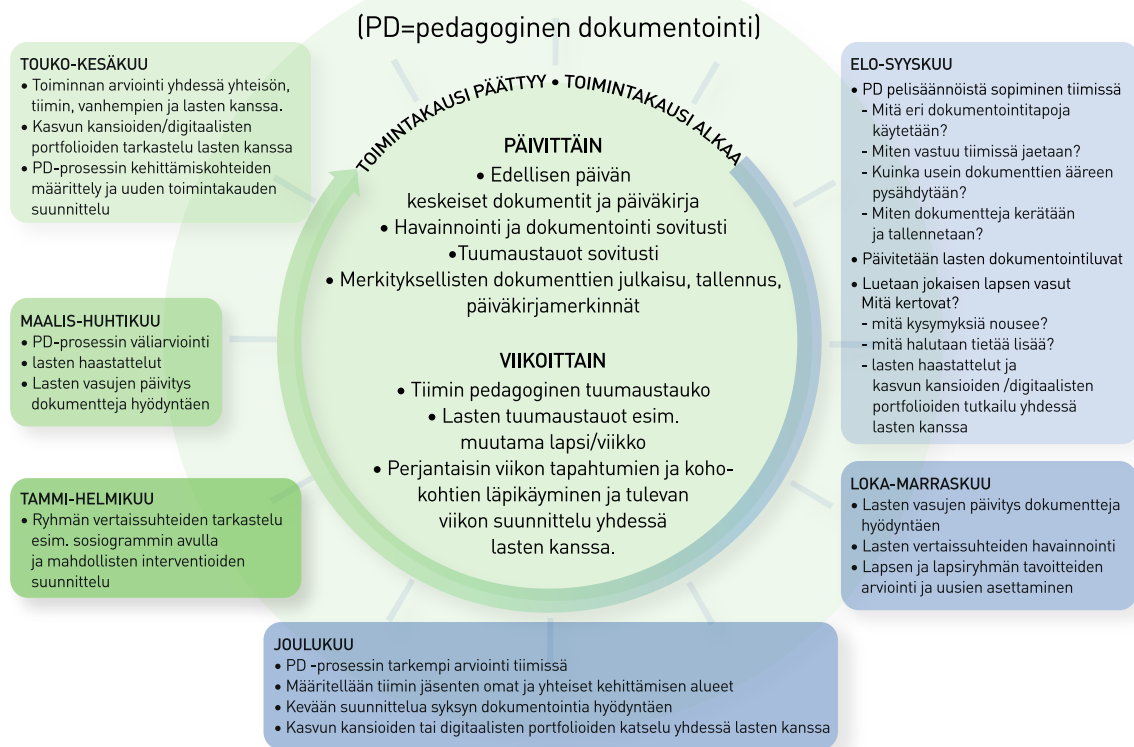 (PD=pedagoginen dokumentointi)
TOIMINTAKAUSI PÄÄTTYY • TOIMINTAKAUSI ALKAA
PÄIVITTÄIN
• Edellisen päivän
keskeiset dokumentit ja päiväkirja
• Havainnointi ja dokumentointi sovitusti
•Tuumaustauot sovitusti
• Merkityksellisten dokumenttien julkaisu, tallennus,
päiväkirjamerkinnät
VIIKOITTAIN
• Tiimin pedagoginen tuumaustauko
• Lasten tuumaustauot esim.
muutama lapsi/viikko
• Perjantaisin viikon tapahtumien ja koho-
kohtien läpikäyminen ja tulevan
viikon suunnittelu yhdessä
lasten kanssa.
ELO-SYYSKUU
• PD pelisäännöistä sopiminen tiimissä
- Mitä eri dokumentointitapoja
käytetään?
- Miten vastuu tiimissä jaetaan?
- Kuinka usein dokumenttien ääreen
pysähdytään?
- Miten dokumentteja kerätään
ja tallennetaan?
• Päivitetään lasten dokumentointiluvat
• Luetaan jokaisen lapsen vasut
Mitä kertovat?
- mitä kysymyksiä nousee?
- mitä halutaan tietää lisää?
- lasten haastattelut ja
kasvun kansioiden /digitaalisten
portfolioiden tutkailu yhdessä
lasten kanssa
LOKA-MARRASKUU
• Lasten vasujen päivitys dokumentteja
hyödyntäen
• Lasten vertaissuhteiden havainnointi
• Lapsen ja lapsiryhmän tavoitteiden
arviointi ja uusien asettaminen
JOULUKUU
• PD -prosessin tarkempi arviointi tiimissä
• Määritellään tiimin jäsenten omat ja yhteiset kehittämisen alueet
• Kevään suunnittelua syksyn dokumentointia hyödyntäen
• Kasvun kansioiden tai digitaalisten portfolioiden katselu yhdessä lasten kanssa
TAMMI-HELMIKUU
• Ryhmän vertaissuhteiden tarkastelu
esim. sosiogrammin avulla
ja mahdollisten interventioiden
suunnittelu
MAALIS-HUHTIKUU
• PD-prosessin väliarviointi
• lasten haastattelut
• Lasten vasujen päivitys
dokumentteja hyödyntäen
TOUKO-KESÄKUU
• Toiminnan arviointi yhdessä yhteisön,
tiimin, vanhempien ja lasten kanssa.
• Kasvun kansioiden/digitaalisten
portfolioiden tarkastelu lasten kanssa
• PD-prosessin kehittämiskohteiden
määrittely ja uuden toimintakauden
suunnittelu